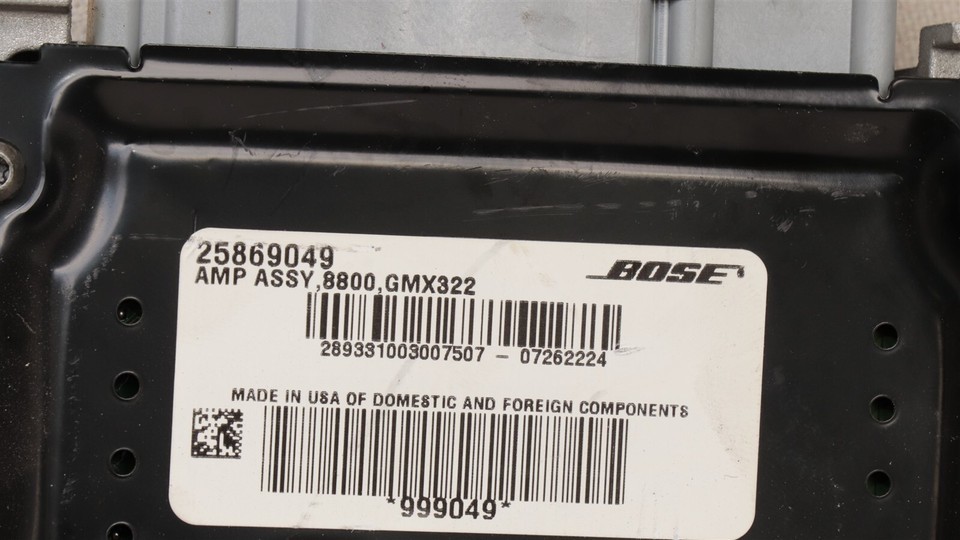 25869049
BOSE
AMP ASSY,8800,GMX322
289331003007507 - 07262224
MADE IN USA OF DOMESTIC AND FOREIGN COMPONENTS
*999049*